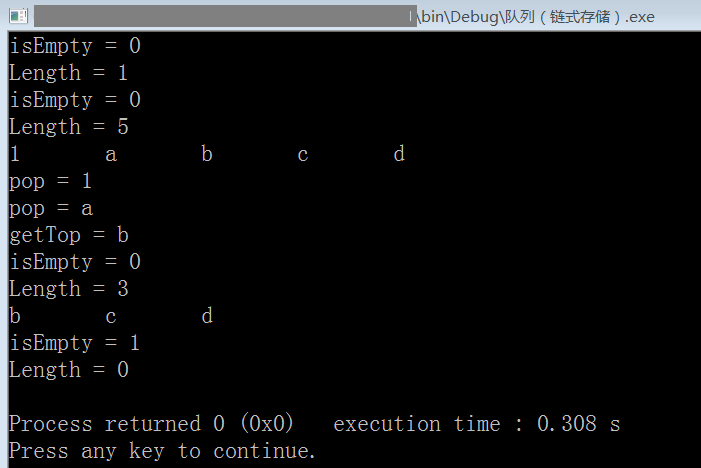 \bin\Debug\队列（链式存储）.exe
isEmpty = 0
Length = 1
isEmpty = 0
Length = 5
1 a b c d
pop = 1
pop = a
getTop = b
isEmpty = 0
Length = 3
b c d
isEmpty = 1
Length = 0
Process returned 0 (0x0) execution time : 0.308 s
Press any key to continue.